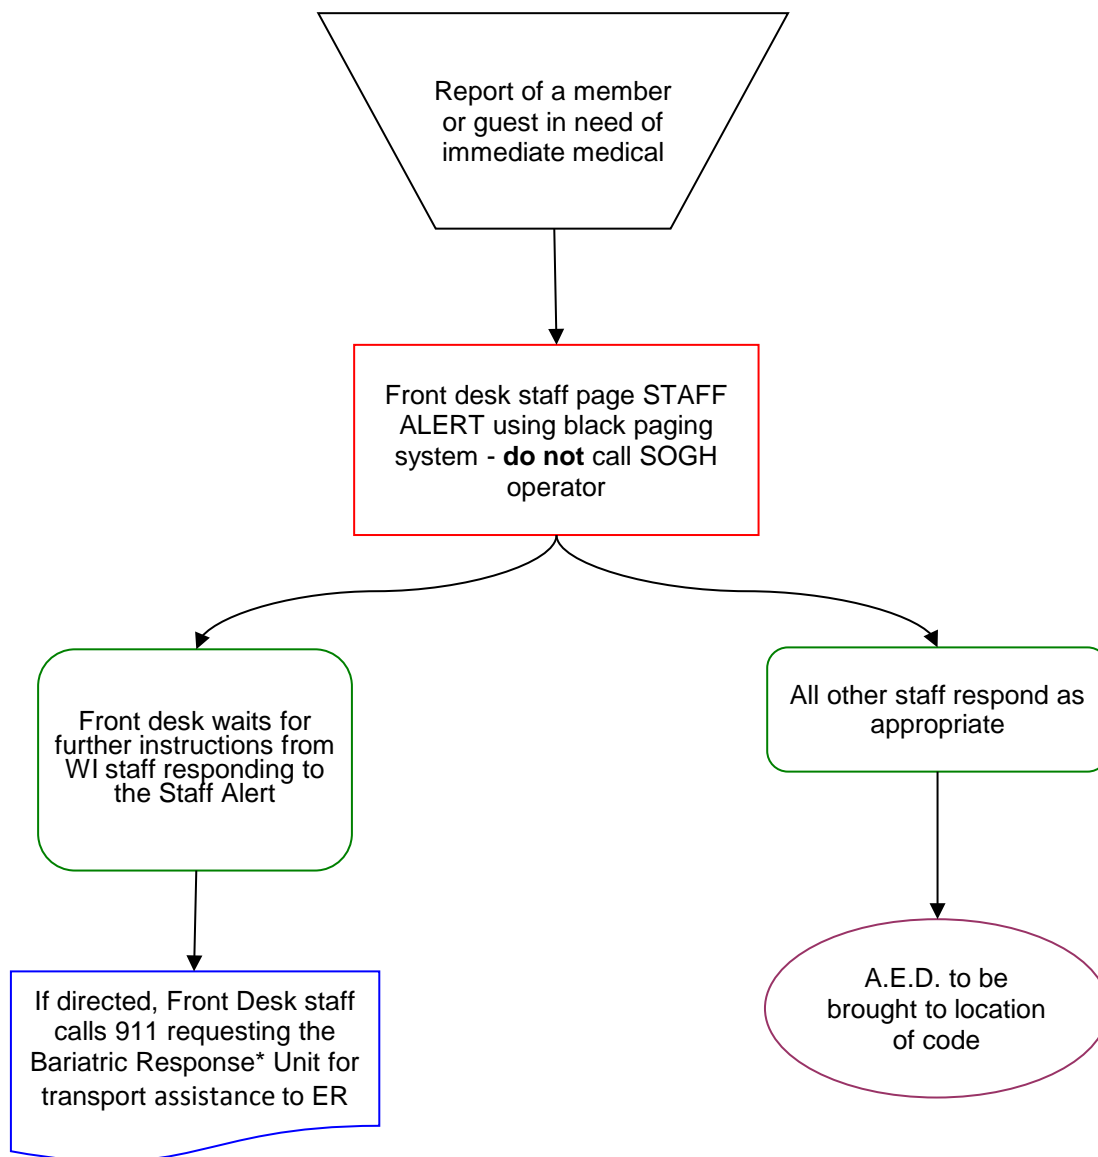 Report of a member
or guest in need of
immediate medical
Front desk staff page STAFF
ALERT using black paging
system - do not call SOGH
operator
Front desk waits for
further instructions from
WI staff responding to
the Staff Alert
All other staff respond as
appropriate
If directed, Front Desk staff
calls 911 requesting the
Bariatric Response* Unit for
transport assistance to ER
A.E.D. to be
brought to location
of code